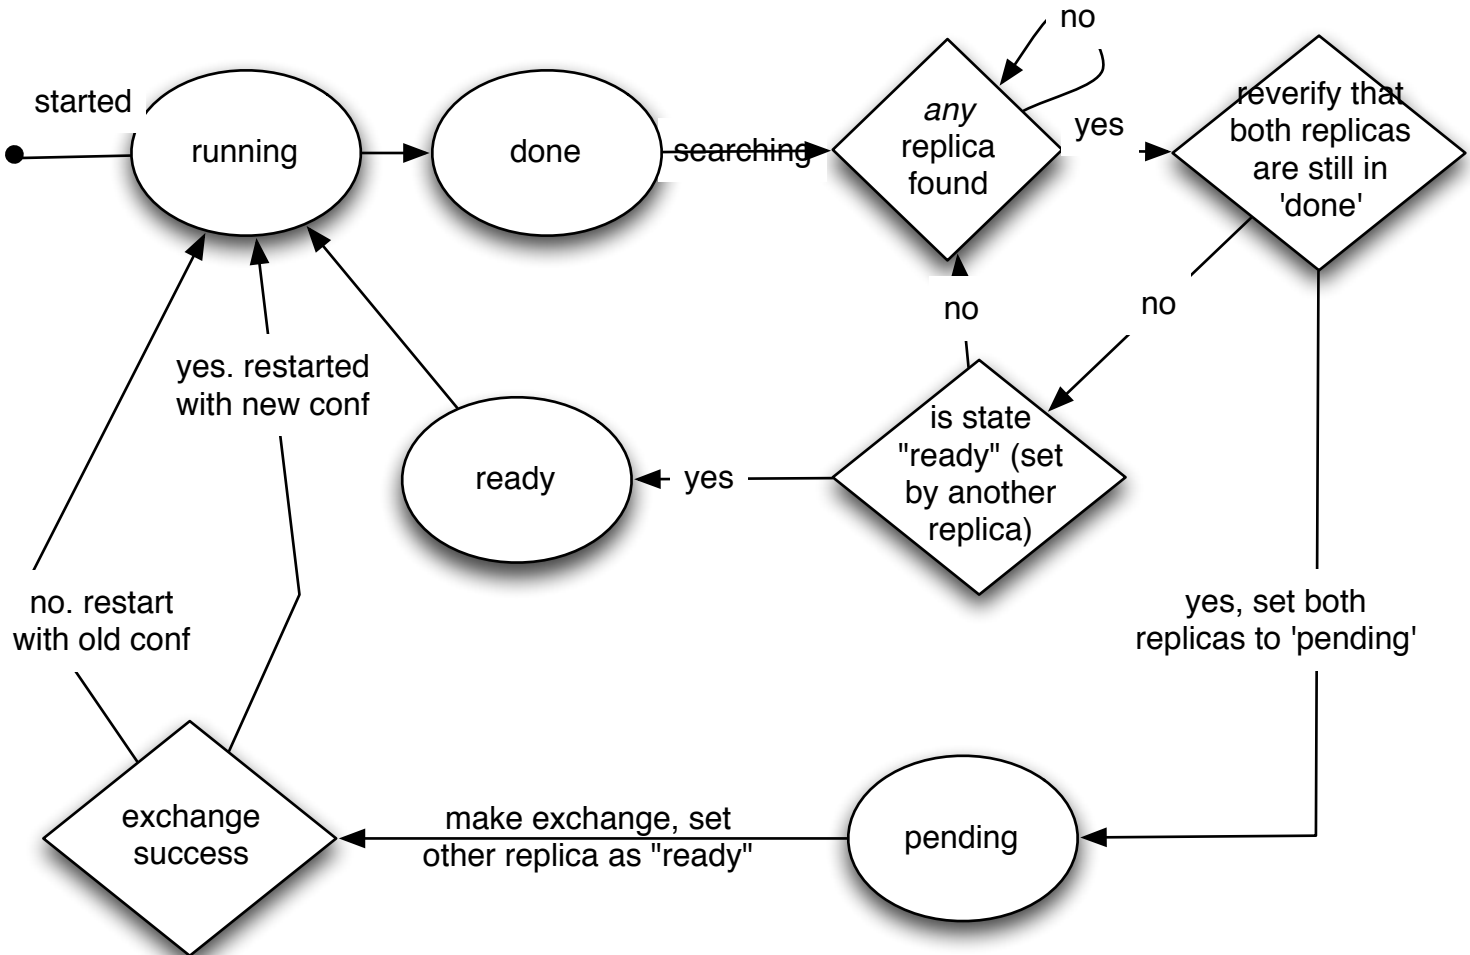 started
running
done
searching
any
replica
found
no
yes
reverify that
both replicas
are still in
'done'
no
no
yes. restarted
with new conf
ready
yes
is state
"ready" (set
by another
replica)
no. restart
with old conf
yes, set both
replicas to 'pending'
exchange
success
make exchange, set
other replica as "ready"
pending